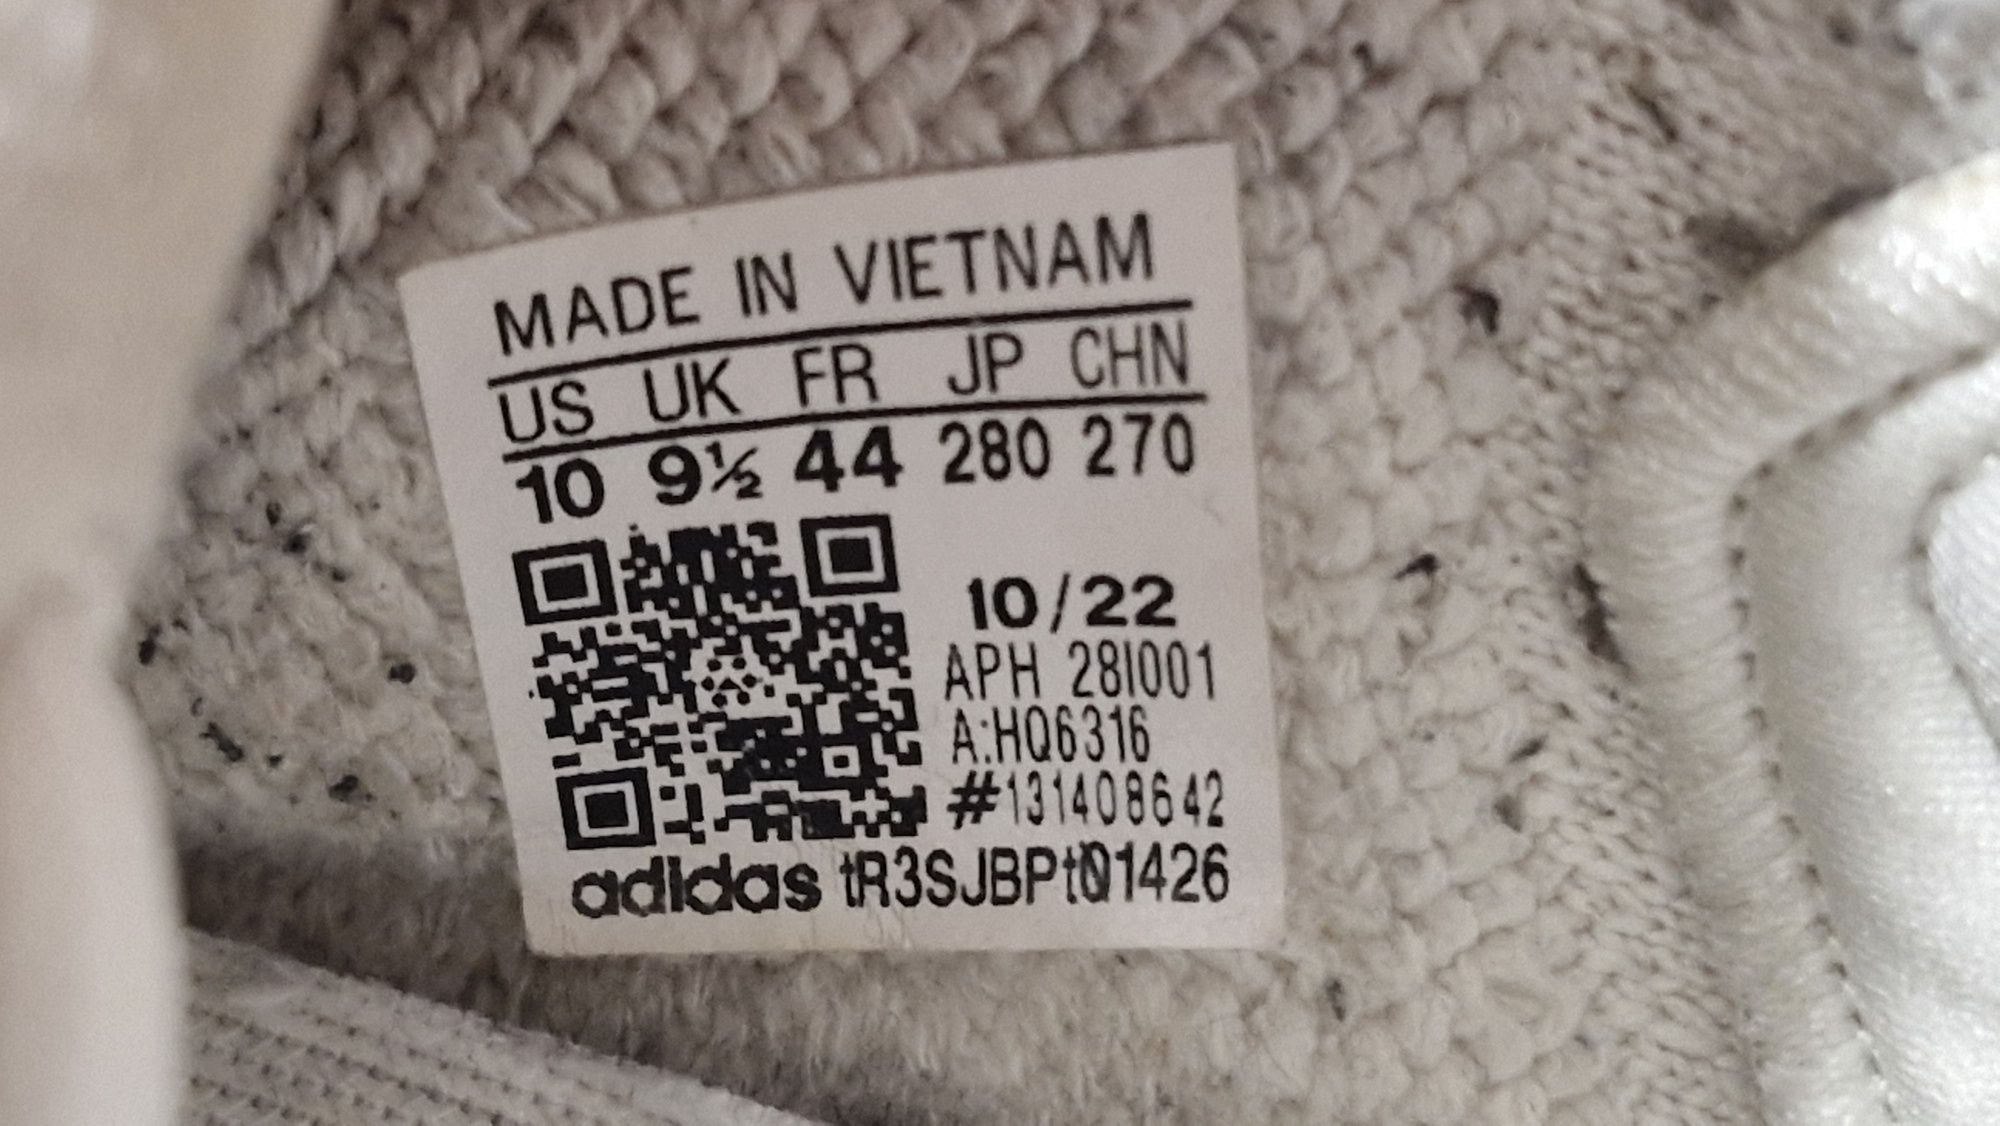 MADE IN VIETNAM
US UK FR JP CHN
10 9½ 44 280 270
10/22
APH 28I001
A:HQ6316
#131408642
adidas tR3SJBPtQ1426